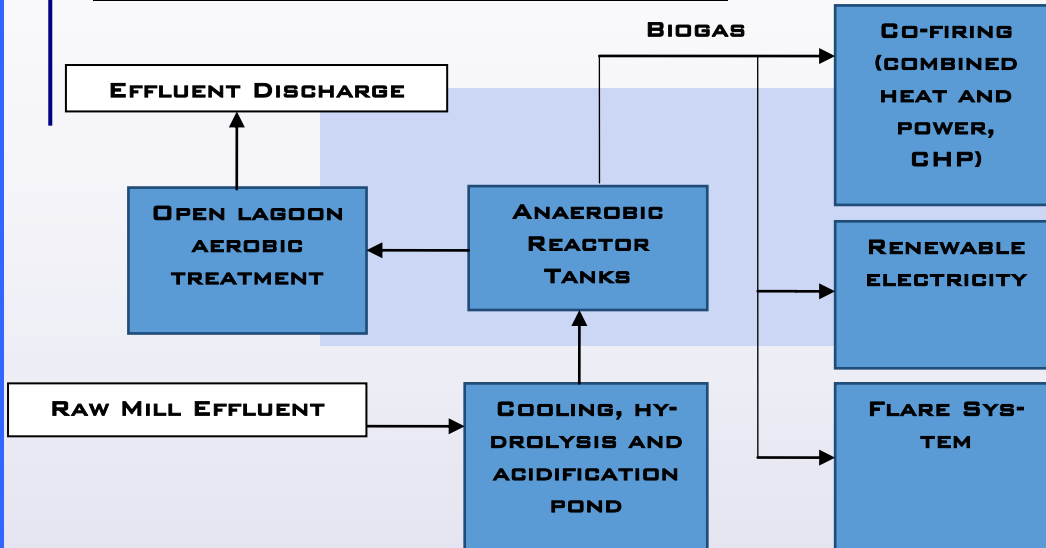 Biogas
Co-firing
(combined
heat and
power,
CHP)
Effluent Discharge
Open lagoon
aerobic
treatment
Anaerobic
Reactor
Tanks
Renewable
electricity
Raw Mill Effluent
Cooling, hy-
drolysis and
acidification
pond
Flare Sys-
tem